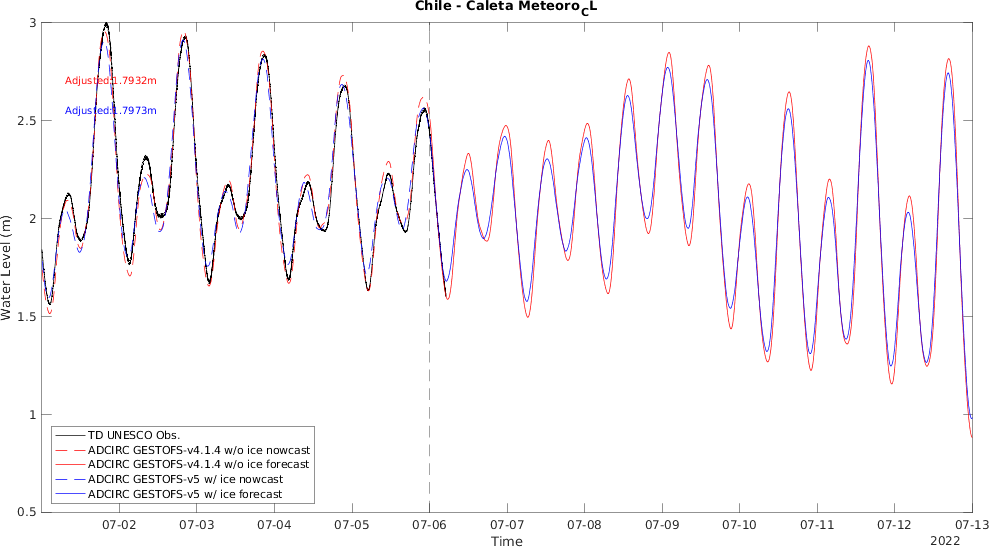 Chile - Caleta MeteoroCL
3
Adjusted:1.7932m
Adjusted:1.7973m
2.5
2
1.5
1
0.5
Water Level (m)
TD UNESCO Obs.
ADCIRC GESTOFS-v4.1.4 w/o ice nowcast
ADCIRC GESTOFS-v4.1.4 w/o ice forecast
ADCIRC GESTOFS-v5 w/ ice nowcast
ADCIRC GESTOFS-v5 w/ ice forecast
07-02 07-03 07-04 07-05 07-06 07-07 07-08 07-09 07-10 07-11 07-12 07-13
Time
2022